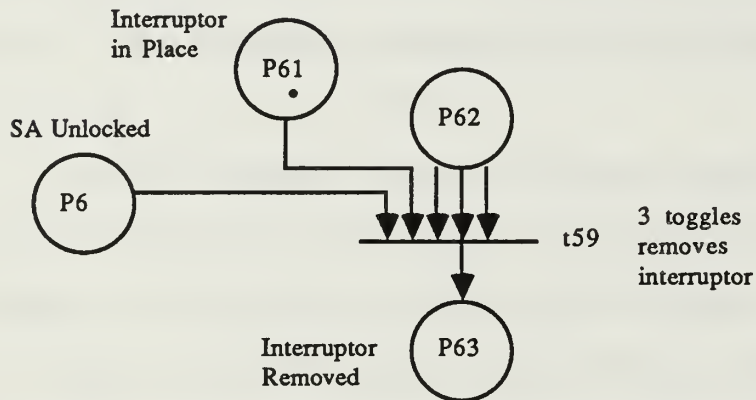 Interruptor
in Place
P61
P62
SA Unlocked
P6
t59
3 toggles
removes
interruptor
Interruptor
Removed
P63